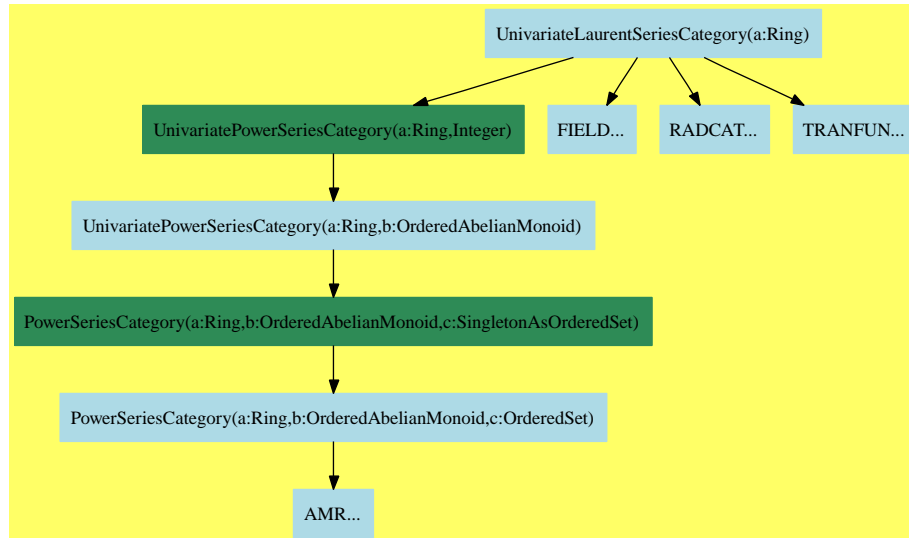 UnivariateLaurentSeriesCategory(a:Ring)
UnivariatePowerSeriesCategory(a:Ring,Integer)
FIELD...
RADCAT...
TRANFUN...
UnivariatePowerSeriesCategory(a:Ring,b:OrderedAbelianMonoid)
PowerSeriesCategory(a:Ring,b:OrderedAbelianMonoid,c:SingletonAsOrderedSet)
PowerSeriesCategory(a:Ring,b:OrderedAbelianMonoid,c:OrderedSet)
AMR...